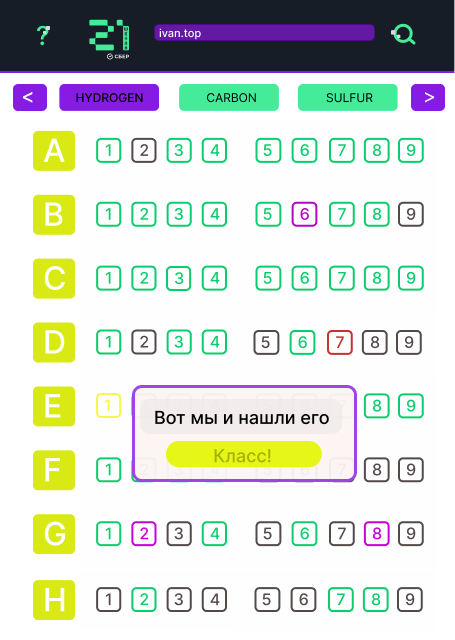 ?
21
СБЕР
ivan.top
< HYDROGEN CARBON SULFUR >
A 1 2 3 4 5 6 7 8 9
B 1 2 3 4 5 6 7 8 9
C 1 2 3 4 5 6 7 8 9
D 1 2 3 4 5 6 7 8 9
E 1 8 9
Вот мы и нашли его
Класс!
F 1 2 7 8 9
G 1 2 3 4 5 6 7 8 9
H 1 2 3 4 5 6 7 8 9